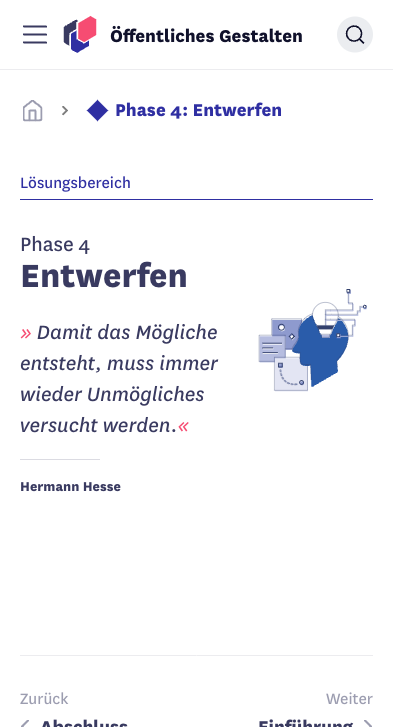 Öffentliches Gestalten
Phase 4: Entwerfen
Lösungsbereich
Phase 4
Entwerfen
» Damit das Mögliche
entsteht, muss immer
wieder Unmögliches
versucht werden.«
Hermann Hesse
Zurück
Weiter
Abschluss
Einführung